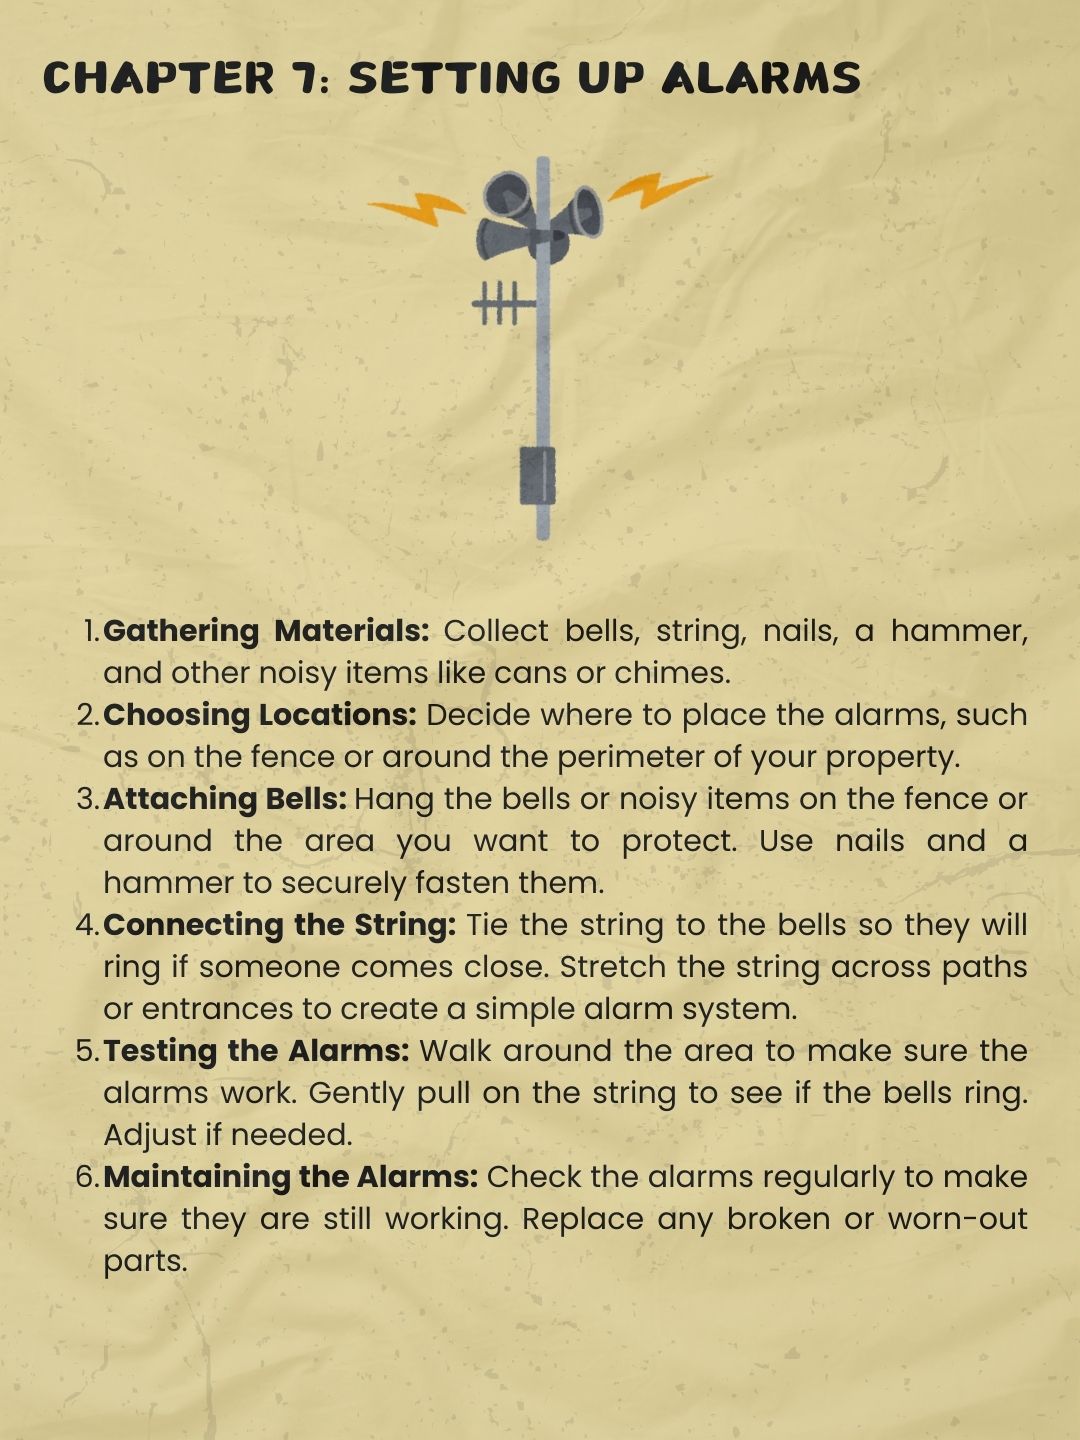 CHAPTER 7: SETTING UP ALARMS
1. Gathering Materials: Collect bells, string, nails, a hammer,
and other noisy items like cans or chimes.
2. Choosing Locations: Decide where to place the alarms, such
as on the fence or around the perimeter of your property.
3. Attaching Bells: Hang the bells or noisy items on the fence or
around the area you want to protect. Use nails and a
hammer to securely fasten them.
4. Connecting the String: Tie the string to the bells so they will
ring if someone comes close. Stretch the string across paths
or entrances to create a simple alarm system.
5. Testing the Alarms: Walk around the area to make sure the
alarms work. Gently pull on the string to see if the bells ring.
Adjust if needed.
6. Maintaining the Alarms: Check the alarms regularly to make
sure they are still working. Replace any broken or worn-out
parts.